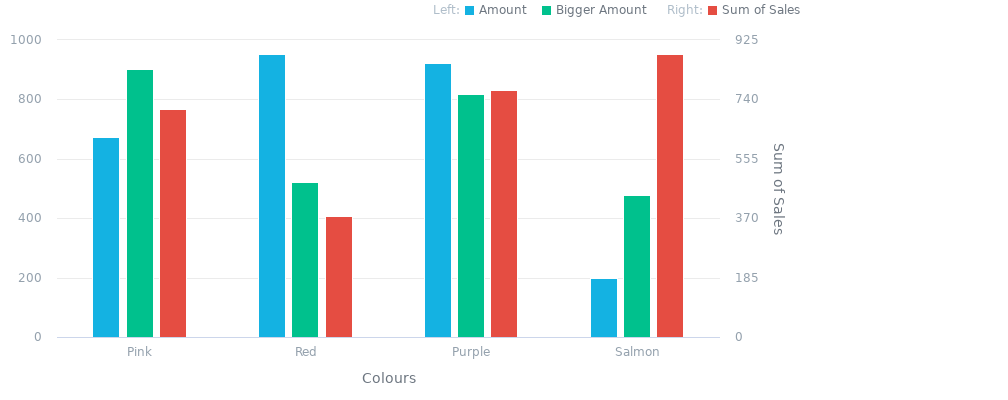 Left: Amount Bigger Amount Right: Sum of Sales
1000 925
800 740
600 555
400 370
200 185
0 0
Sum of Sales
Pink Red Purple Salmon
Colours